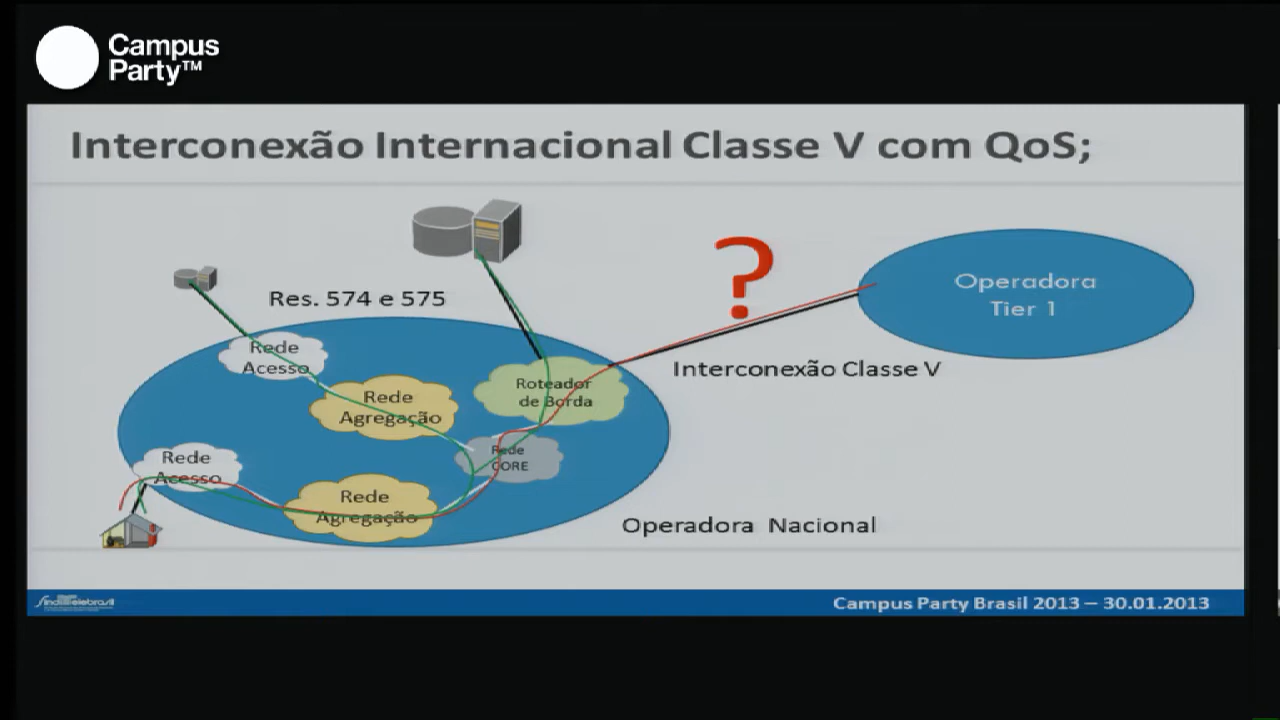 Campus
Party™
Interconexão Internacional Classe V com QoS;
?
Operadora
Tier 1
Res. 574 e 575
Rede
Acesso
Rede
Agregação
Roteador
de Borda
Interconexão Classe V
Rede
CORE
Rede
Acesso
Rede
Agregação
Operadora Nacional
Sinditelebrasil
Campus Party Brasil 2013 – 30.01.2013